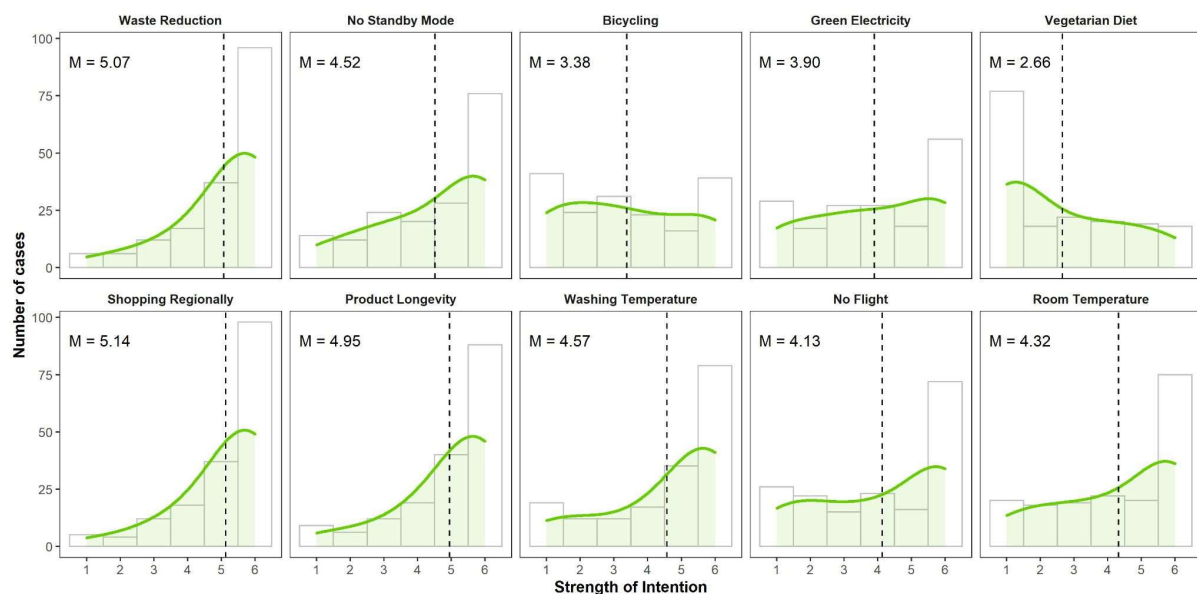 Waste Reduction
No Standby Mode
Bicycling
Green Electricity
Vegetarian Diet
M = 5.07
M = 4.52
M = 3.38
M = 3.90
M = 2.66
100
75
50
25
0
Number of cases
Shopping Regionally
Product Longevity
Washing Temperature
No Flight
Room Temperature
M = 5.14
M = 4.95
M = 4.57
M = 4.13
M = 4.32
100
75
50
25
0
1 2 3 4 5 6
1 2 3 4 5 6
1 2 3 4 5 6
1 2 3 4 5 6
1 2 3 4 5 6
Strength of Intention